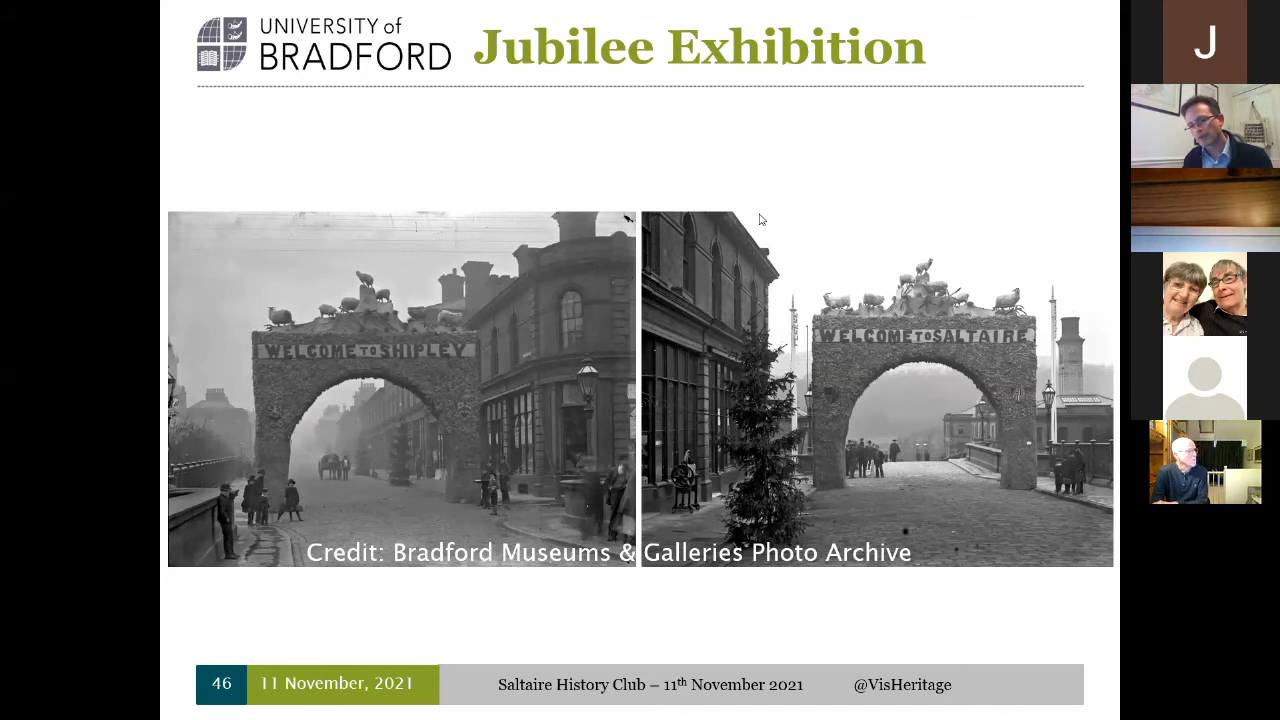 UNIVERSITY of
BRADFORD
Jubilee Exhibition
J
WELCOME TO SHIPLEY
WELCOME TO SALTAIRE
Credit: Bradford Museums & Galleries Photo Archive
46
11 November, 2021
Saltaire History Club – 11th November 2021
@VisHeritage